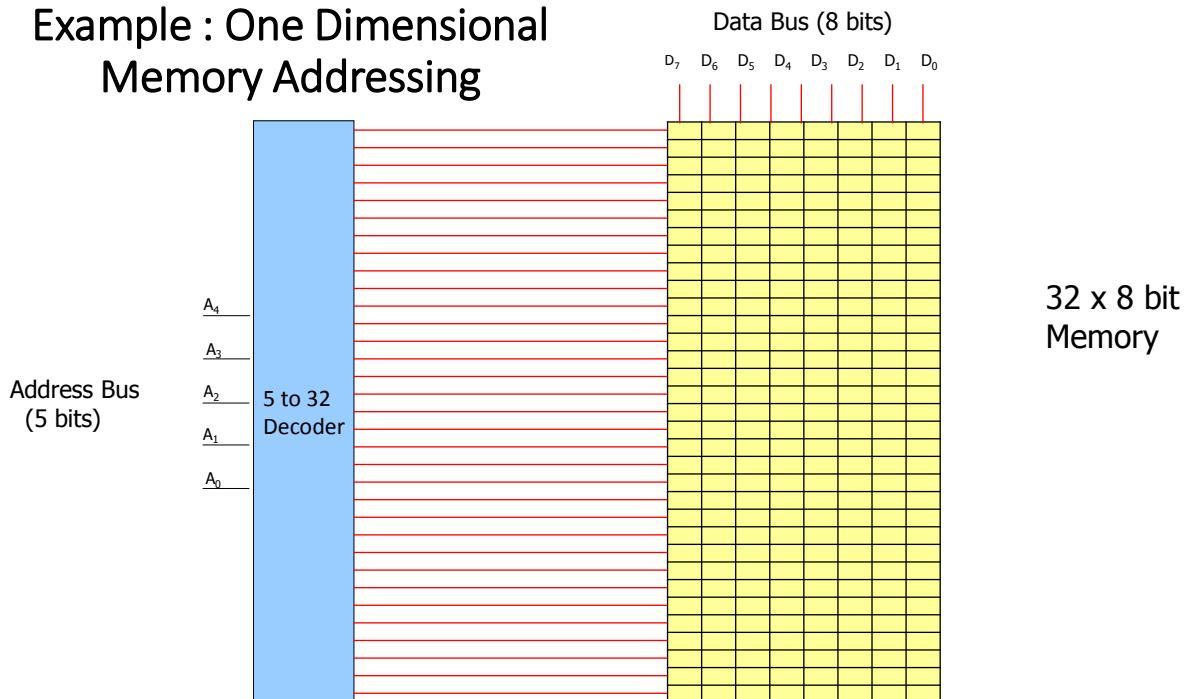 Example : One Dimensional
Memory Addressing
Data Bus (8 bits)
D₇ D₆ D₅ D₄ D₃ D₂ D₁ D₀
A₄
A₃
Address Bus
(5 bits)
A₂
A₁
A₀
5 to 32
Decoder
32 x 8 bit
Memory